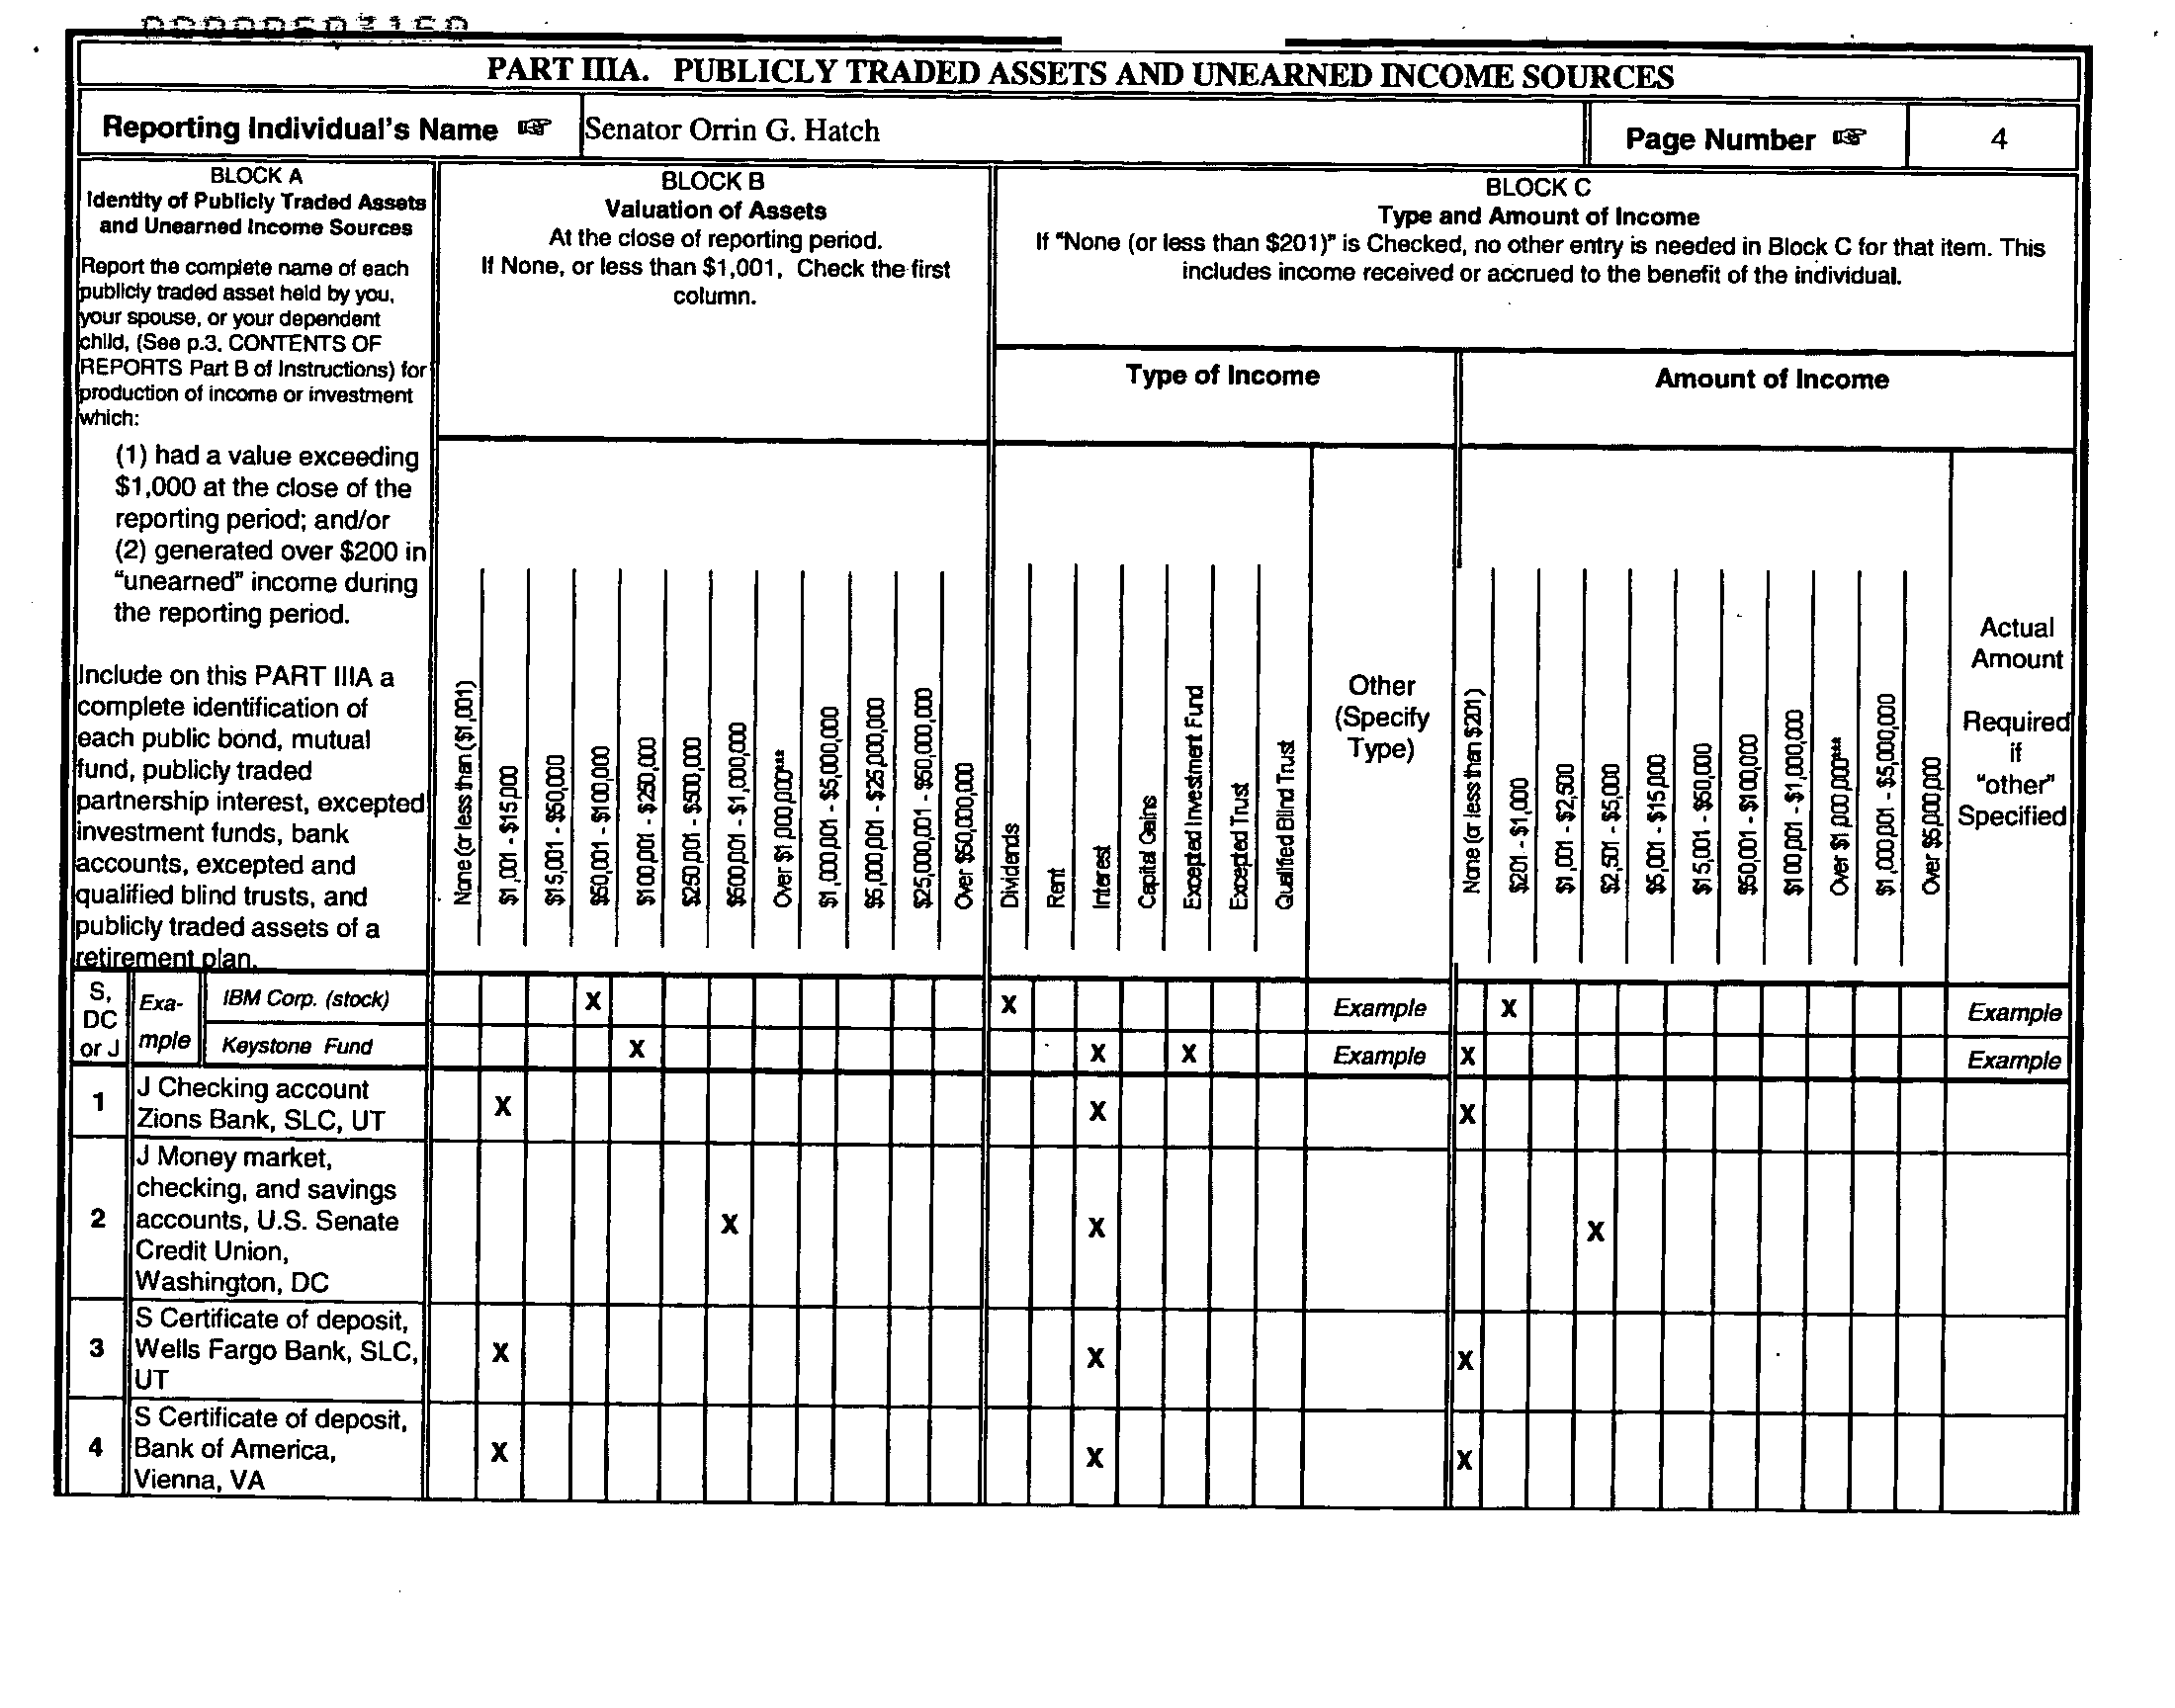 PART IIIA. PUBLICLY TRADED ASSETS AND UNEARNED INCOME SOURCES
Reporting Individual's Name ☞ Senator Orrin G. Hatch Page Number ☞ 4
BLOCK A
Identity of Publicly Traded Assets
and Unearned Income Sources
Report the complete name of each
publicly traded asset held by you,
your spouse, or your dependent
child, (See p.3, CONTENTS OF
REPORTS Part B of Instructions) for
production of income or investment
which:
(1) had a value exceeding
$1,000 at the close of the
reporting period; and/or
(2) generated over $200 in
“unearned” income during
the reporting period.
Include on this PART IIIA a
complete identification of
each public bond, mutual
fund, publicly traded
partnership interest, excepted
investment funds, bank
accounts, excepted and
qualified blind trusts, and
publicly traded assets of a
retirement plan.
BLOCK B
Valuation of Assets
At the close of reporting period.
If None, or less than $1,001, Check the first
column.
None (or less than ($1,001)
$1,001 - $15,000
$15,001 - $50,000
$50,001 - $100,000
$100,001 - $250,000
$250,001 - $500,000
$500,001 - $1,000,000
Over $1,000,000***
$1,000,001 - $5,000,000
$5,000,001 - $25,000,000
$25,000,001 - $50,000,000
Over $50,000,000
BLOCK C
Type and Amount of Income
If “None (or less than $201)” is Checked, no other entry is needed in Block C for that item. This
includes income received or accrued to the benefit of the individual.
Type of Income
Dividends
Rent
Interest
Capital Gains
Excepted Investment Fund
Excepted Trust
Qualified Blind Trust
Other
(Specify
Type)
Amount of Income
None (or less than $201)
$201 - $1,000
$1,001 - $2,500
$2,501 - $5,000
$5,001 - $15,000
$15,001 - $50,000
$50,001 - $100,000
$100,001 - $1,000,000
Over $1,000,000***
$1,000,001 - $5,000,000
Over $5,000,000
Actual
Amount
Required
if
“other”
Specified
S,
DC
or J
Exa-
mple
IBM Corp. (stock) X X Example X Example
Keystone Fund X X X Example X Example
1 J Checking account
Zions Bank, SLC, UT X X X
2 J Money market,
checking, and savings
accounts, U.S. Senate X X X
Credit Union,
Washington, DC
3 S Certificate of deposit,
Wells Fargo Bank, SLC, X X X
UT
4 S Certificate of deposit,
Bank of America, X X X
Vienna, VA